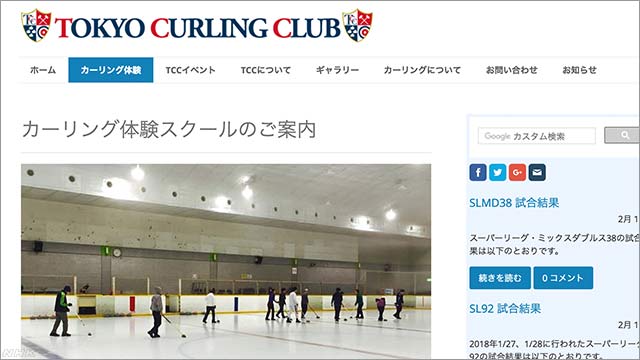 TOKYO CURLING CLUB
ホーム カーリング体験 TCCイベント TCCについて ギャラリー カーリングについて お問い合わせ お知らせ
カーリング体験スクールのご案内
Google カスタム検索
SLMD38 試合結果
2月 1
スーパーリーグ・ミックスダブルス38の試合
果は以下のとおりです。
続きを読む 0 コメント
SL92 試合結果
2月 1
2018年1/27、1/28に行われたスーパーリーグ
92の試合結果は以下のとおりです。
NHK